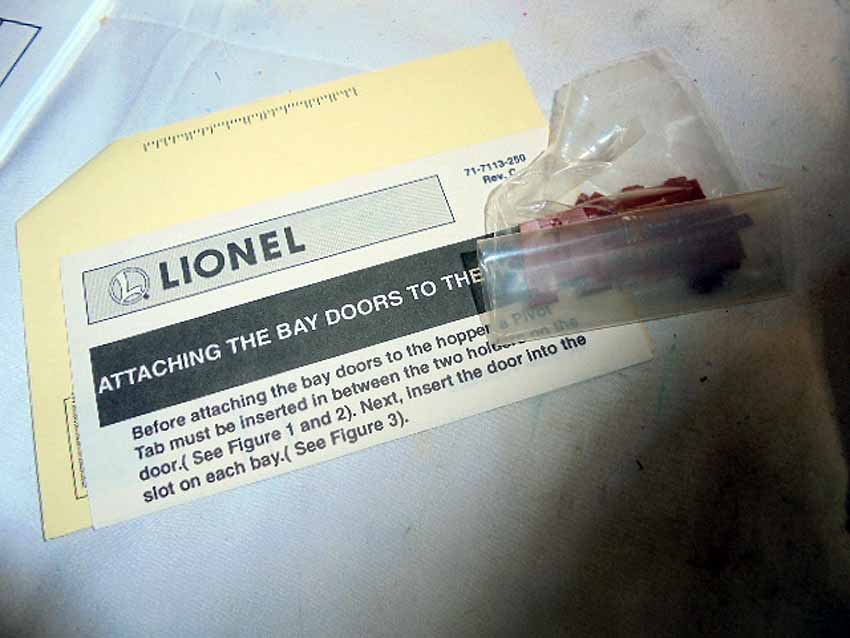 71-7113-250
Rev. C
L
LIONEL
ATTACHING THE BAY DOORS TO THE
Before attaching the bay doors to the hopper, a Pivot
Tab must be inserted in between the two holders on the
door.( See Figure 1 and 2). Next, insert the door into the
slot on each bay.( See Figure 3).